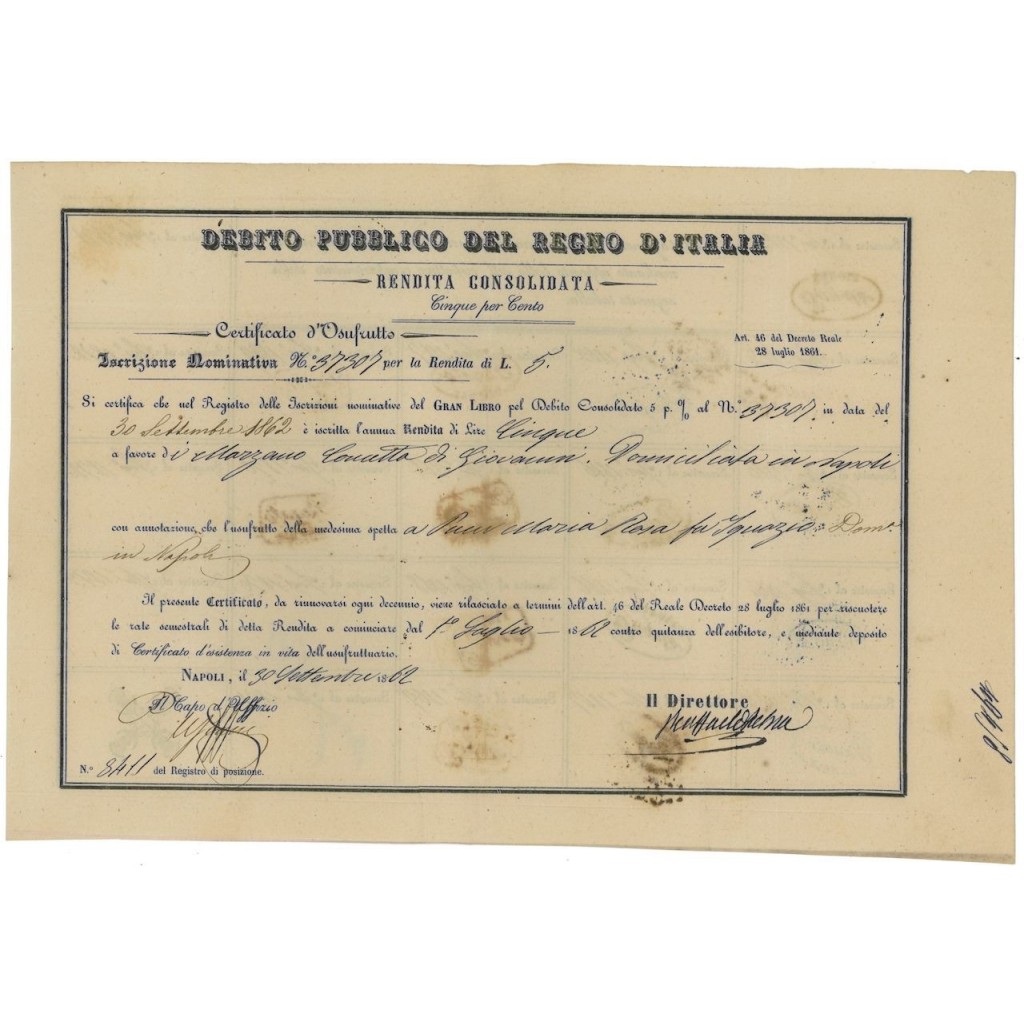 DEBITO PUBBLICO DEL REGNO D'ITALIA
RENDITA CONSOLIDATA
Cinque per Cento
Certificato d'Usufrutto
Art. 46 del Decreto Reale
28 luglio 1861.
Iscrizione Nominativa N.° 37307 per la Rendita di L. 5.
Si certifica che nel Registro delle Iscrizioni nominative del GRAN LIBRO pel Debito Consolidato 5 p. % al N.° 37307 in data del
30 Settembre 1862 è iscritta l'annua Rendita di Lire Cinque
a favore di Marzano Concetta di Giovanni. Domiciliata in Napoli
con annotazione, che l'usufrutto della medesima spetta a Maria Rosa fu Ignazio Dom.ta
in Napoli
Il presente Certificato, da rinnovarsi ogni decennio, viene rilasciato a termini dell'art. 46 del Reale Decreto 28 luglio 1861 per riscuotere
le rate semestrali di detta Rendita a cominciare dal 1° Luglio 1862 contro quitanza dell'esibitore, e, mediante deposito
di Certificato d'esistenza in vita dell'usufruttuario.
NAPOLI, il 30 Settembre 1862
Il Capo d'Uffizio
Il Direttore
N.° 8411 del Registro di posizione.